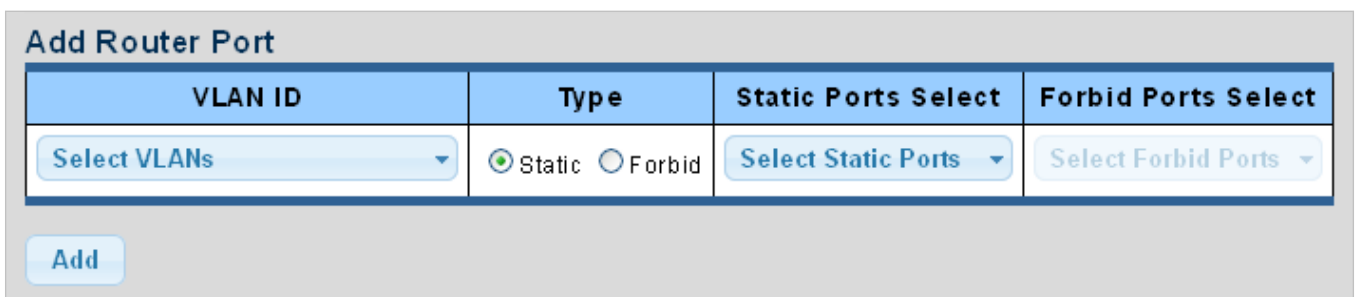 Add Router Port
VLAN ID Type Static Ports Select Forbid Ports Select
Select VLANs Static Forbid Select Static Ports Select Forbid Ports
Add